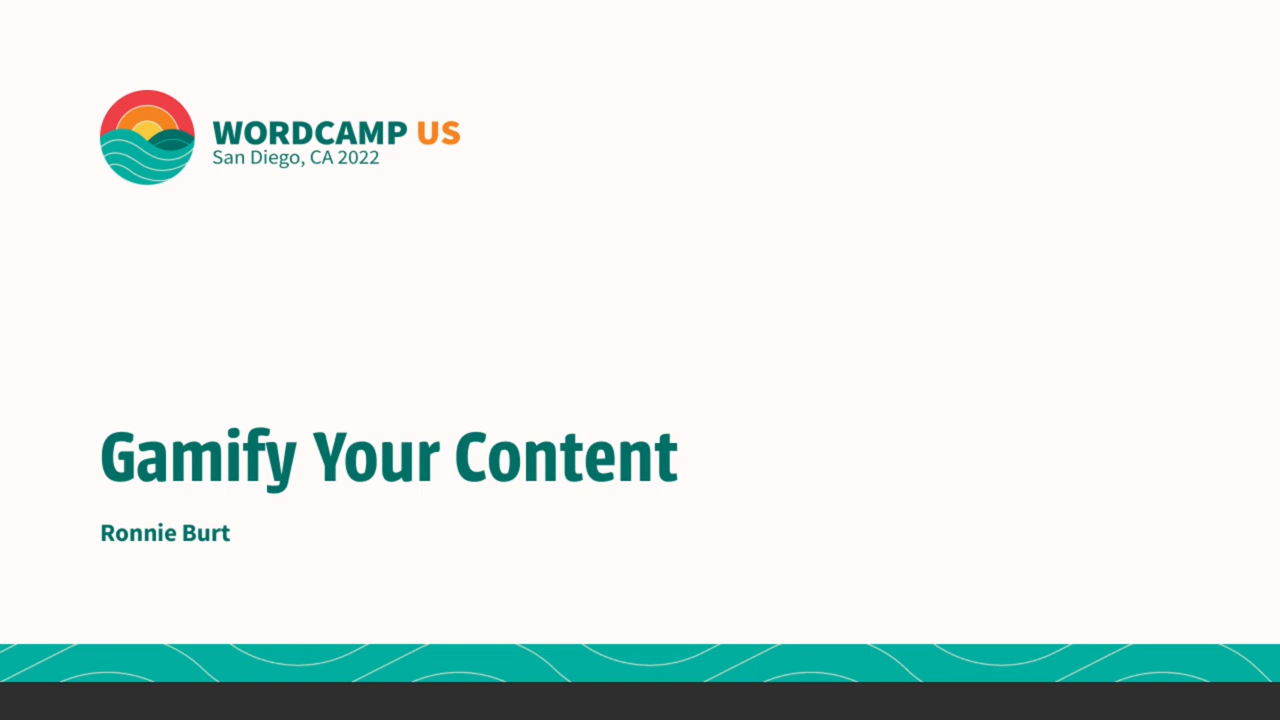 WORDCAMP US
San Diego, CA 2022
Gamify Your Content
Ronnie Burt